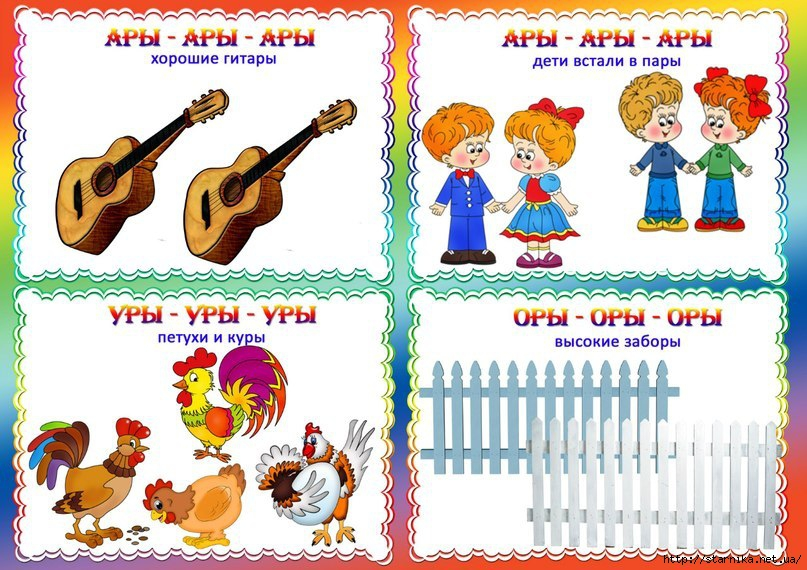 АРЫ - АРЫ - АРЫ
хорошие гитары
АРЫ - АРЫ - АРЫ
дети встали в пары
УРЫ - УРЫ - УРЫ
петухи и куры
ОРЫ - ОРЫ - ОРЫ
высокие заборы
http://starnika.net.ua/